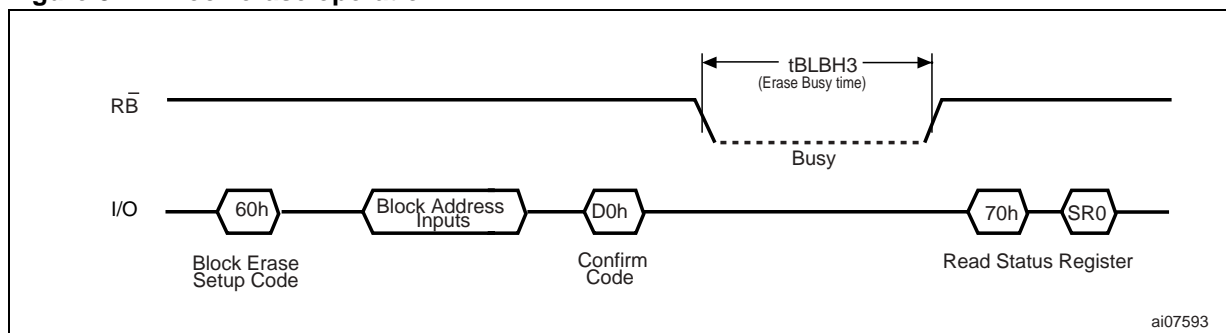 tBLBH3
(Erase Busy time)
RB̅
Busy
I/O
60h
Block Address
Inputs
D0h
70h
SR0
Block Erase
Setup Code
Confirm
Code
Read Status Register
ai07593